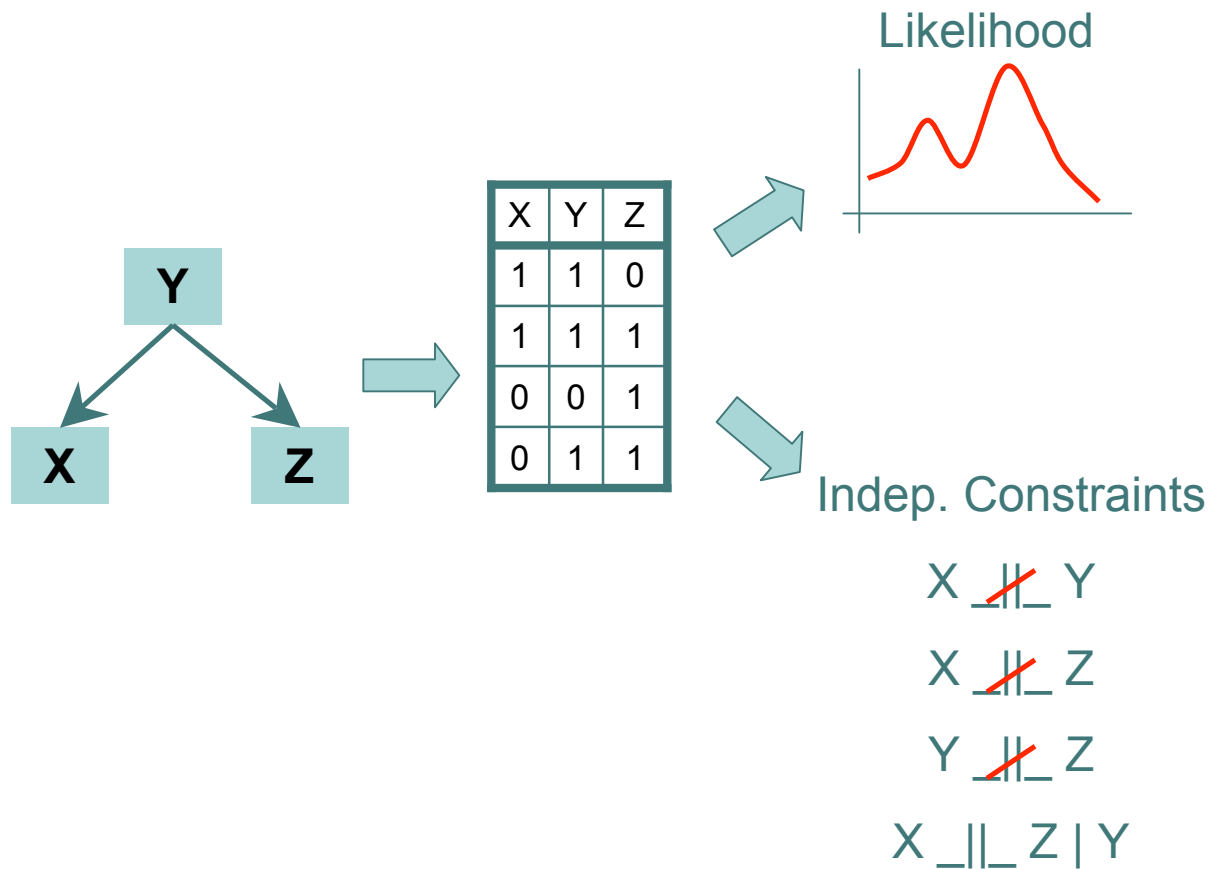 Likelihood
Y
X Z
X Y Z
1 1 0
1 1 1
0 0 1
0 1 1
Indep. Constraints
X _||_ Y
X _||_ Z
Y _||_ Z
X _||_ Z | Y